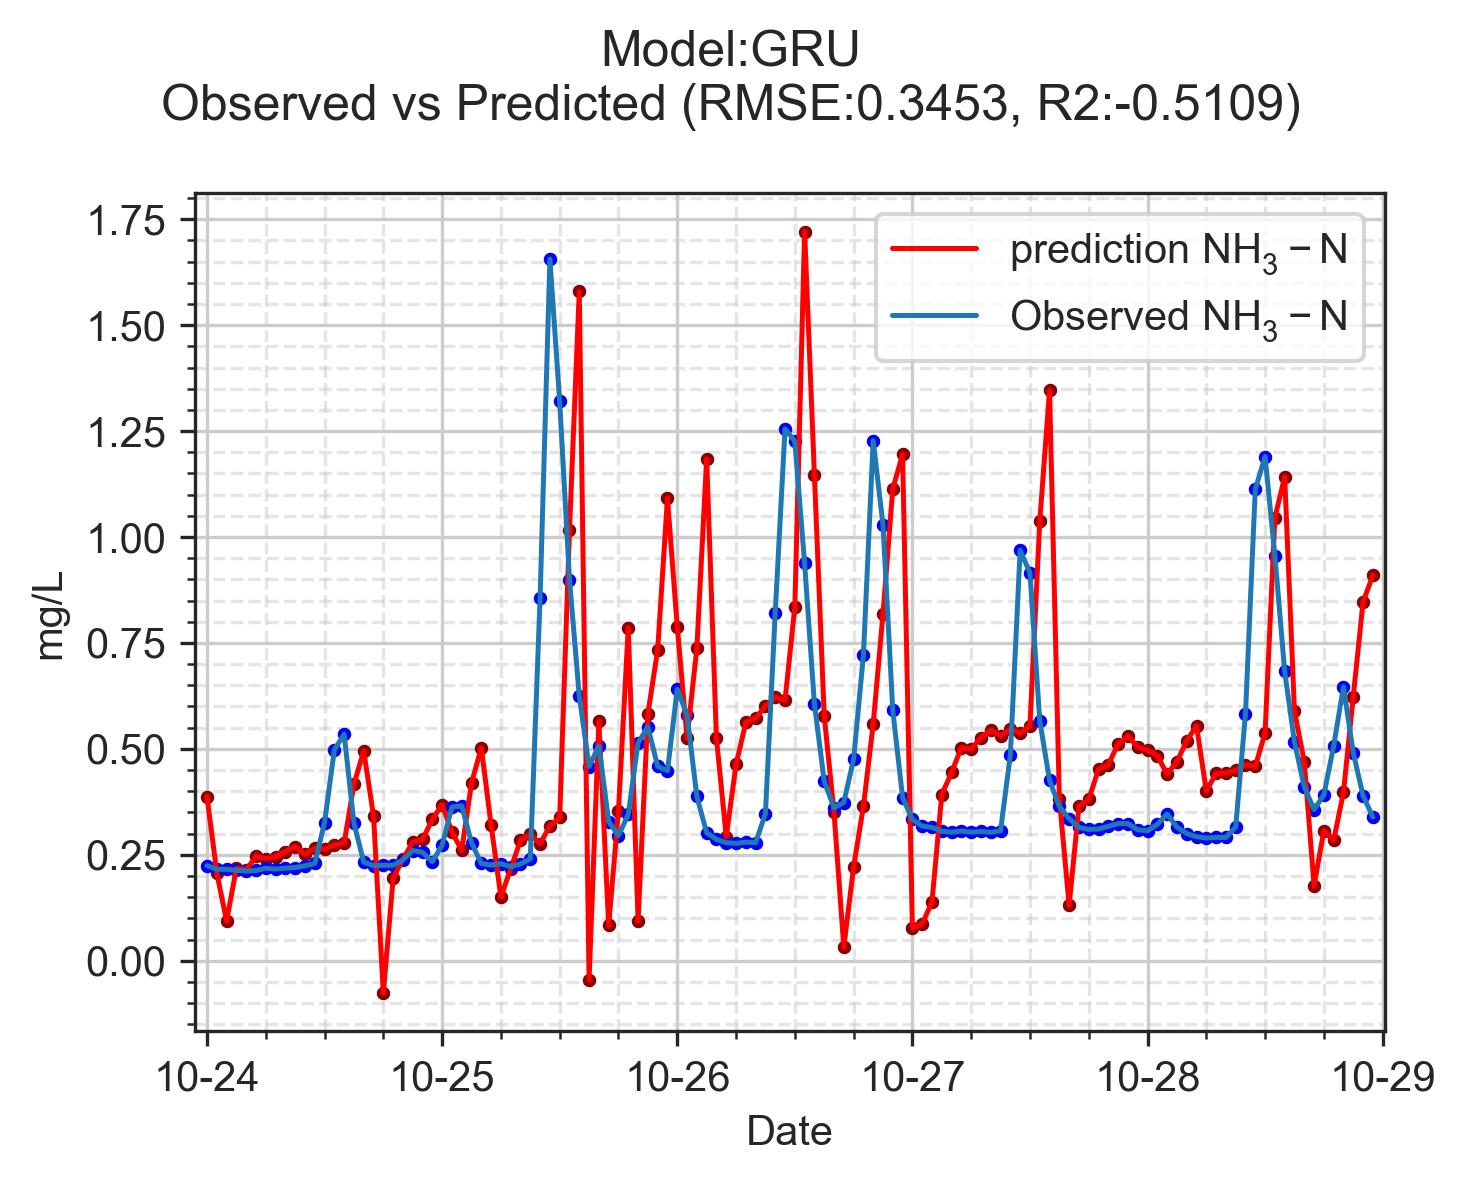 Model:GRU
Observed vs Predicted (RMSE:0.3453, R2:-0.5109)
prediction NH₃ − N
Observed NH₃ − N
1.75
1.50
1.25
1.00
0.75
0.50
0.25
0.00
mg/L
10-24 10-25 10-26 10-27 10-28 10-29
Date